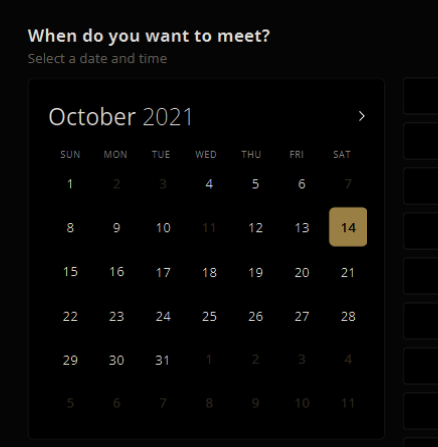 When do you want to meet?
Select a date and time
October 2021 >
SUN MON TUE WED THU FRI SAT
1 2 3 4 5 6 7
8 9 10 11 12 13 14
15 16 17 18 19 20 21
22 23 24 25 26 27 28
29 30 31 1 2 3 4
5 6 7 8 9 10 11